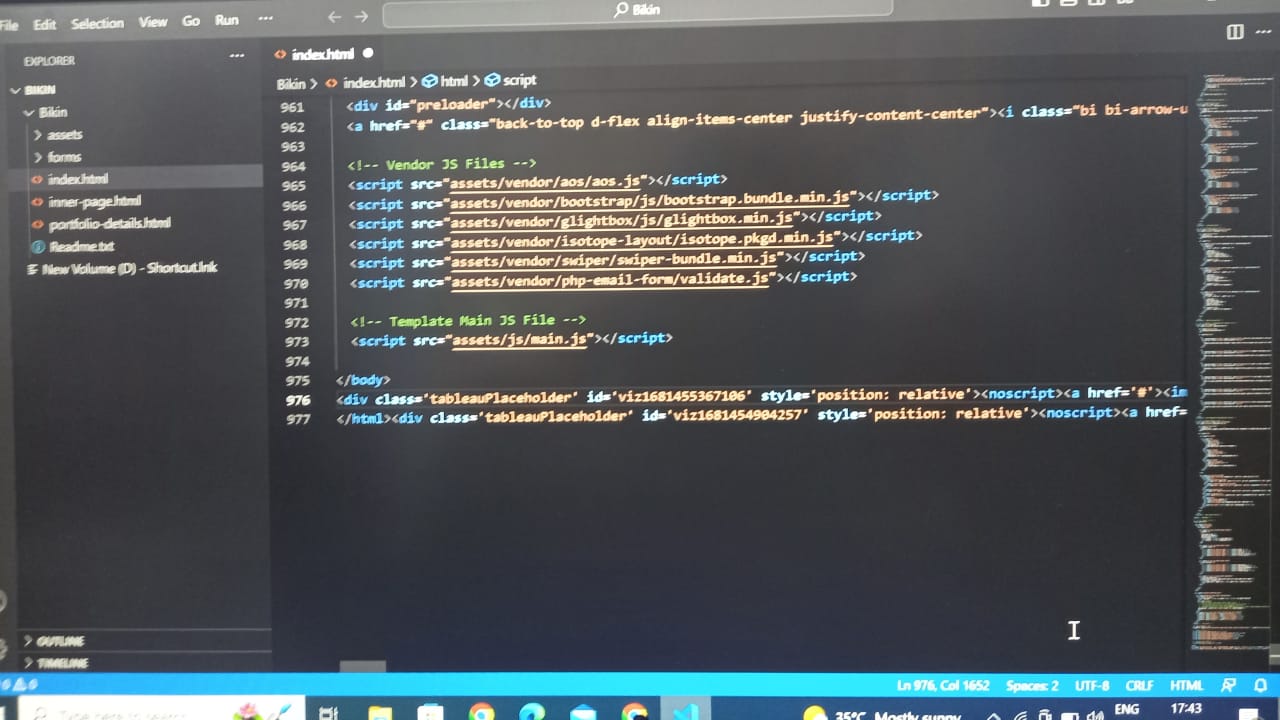 File Edit Selection View Go Run ··· ← → Bikin
EXPLORER ···
index.html ●
BIKIN
Bikin > index.html > html > script
Bikin
assets
forms
index.html
inner-page.html
portfolio-details.html
Readme.txt
New Volume (D) - Shortcut.lnk
961 <div id="preloader"></div>
962 <a href="#" class="back-to-top d-flex align-items-center justify-content-center"><i class="bi bi-arrow-u
963
964 <!-- Vendor JS Files -->
965 <script src="assets/vendor/aos/aos.js"></script>
966 <script src="assets/vendor/bootstrap/js/bootstrap.bundle.min.js"></script>
967 <script src="assets/vendor/glightbox/js/glightbox.min.js"></script>
968 <script src="assets/vendor/isotope-layout/isotope.pkgd.min.js"></script>
969 <script src="assets/vendor/swiper/swiper-bundle.min.js"></script>
970 <script src="assets/vendor/php-email-form/validate.js"></script>
971
972 <!-- Template Main JS File -->
973 <script src="assets/js/main.js"></script>
974
975 </body>
976 <div class='tableauPlaceholder' id='viz1681455367106' style='position: relative'><noscript><a href='#'><im
977 </html><div class='tableauPlaceholder' id='viz1681454904257' style='position: relative'><noscript><a href=
OUTLINE
TIMELINE
0 0 Ln 976, Col 1652 Spaces: 2 UTF-8 CRLF HTML
Type here to search 35°C Mostly sunny ENG 17:43